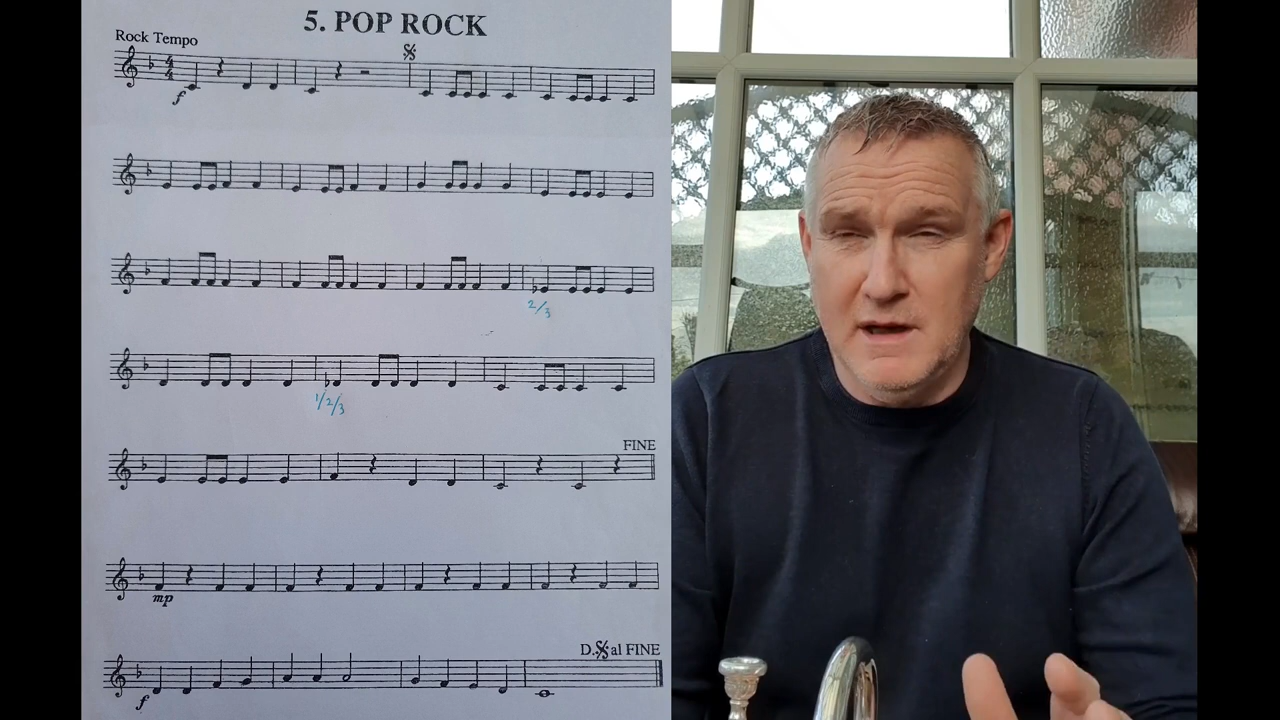 5. POP ROCK
Rock Tempo
f
2/3
1/2/3
FINE
mp
D.𝄋 al FINE
f